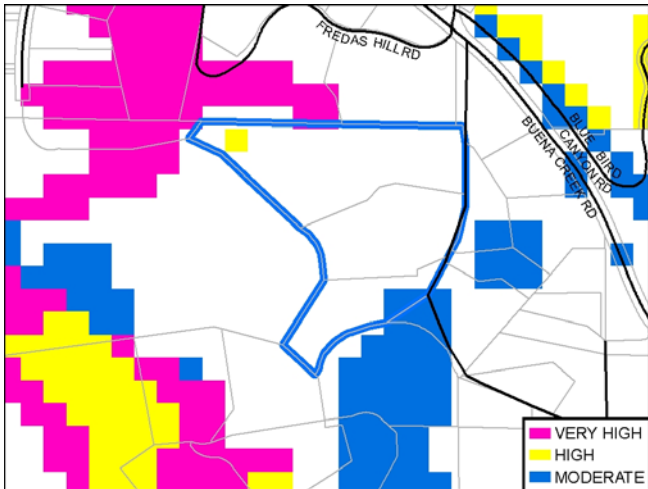 FREDAS HILL RD
BLUE BIRD
CANYON RD
BUENA CREEK RD
VERY HIGH
HIGH
MODERATE